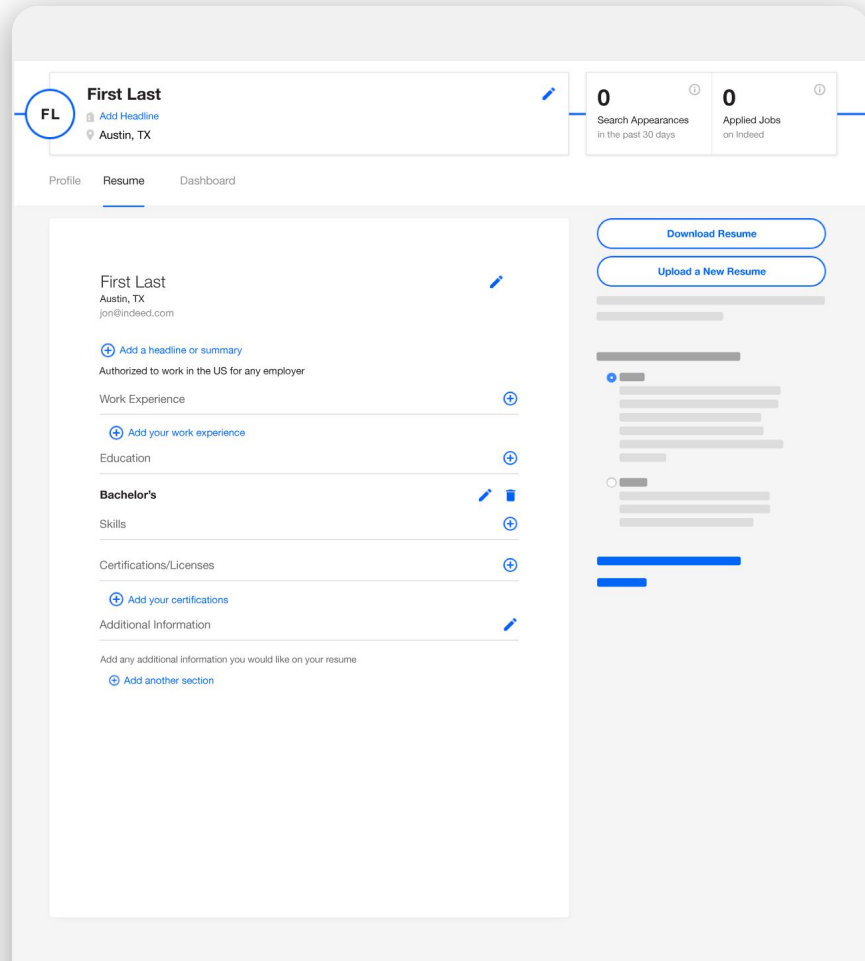 FL
First Last
Add Headline
Austin, TX
0
Search Appearances
in the past 30 days
0
Applied Jobs
on Indeed
Profile Resume Dashboard
Download Resume
Upload a New Resume
First Last
Austin, TX
jon@indeed.com
Add a headline or summary
Authorized to work in the US for any employer
Work Experience
Add your work experience
Education
Bachelor's
Skills
Certifications/Licenses
Add your certifications
Additional Information
Add any additional information you would like on your resume
Add another section